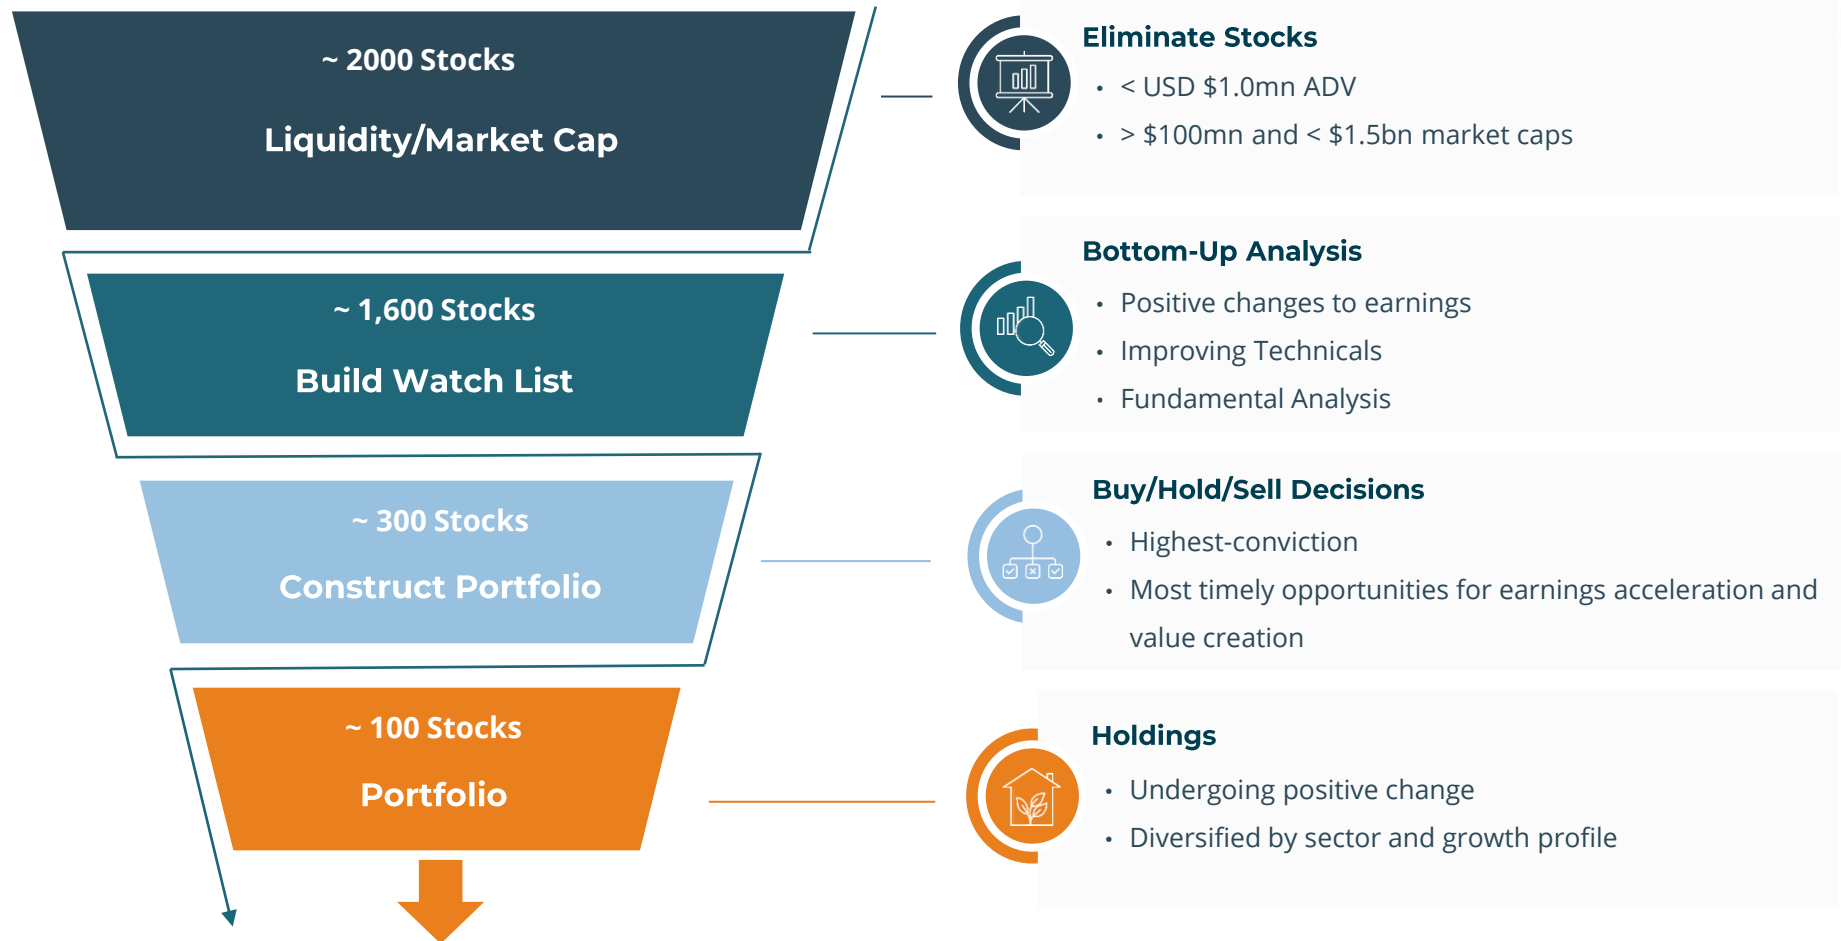 ~ 2000 Stocks
Liquidity/Market Cap
Eliminate Stocks
• < USD $1.0mn ADV
• > $100mn and < $1.5bn market caps
~ 1,600 Stocks
Build Watch List
Bottom-Up Analysis
• Positive changes to earnings
• Improving Technicals
• Fundamental Analysis
~ 300 Stocks
Construct Portfolio
Buy/Hold/Sell Decisions
• Highest-conviction
• Most timely opportunities for earnings acceleration and
value creation
~ 100 Stocks
Portfolio
Holdings
• Undergoing positive change
• Diversified by sector and growth profile